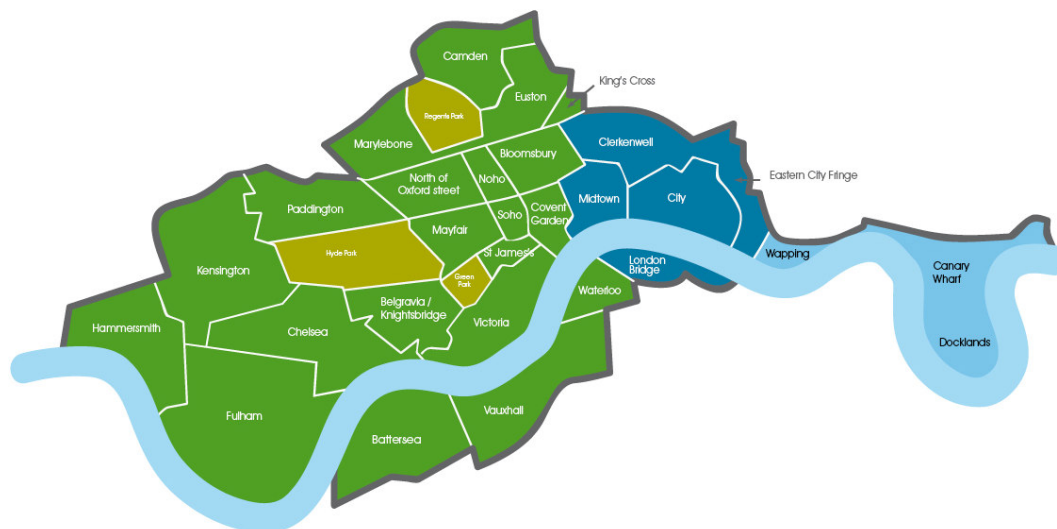 Camden
King's Cross
Euston
Regents Park
Marylebone
Clerkenwell
Bloomsbury
Eastern City Fringe
North of
Oxford street
Noho
Midtown
City
Paddington
Soho
Covent
Garden
Mayfair
Hyde Park
St James's
Wapping
London
Bridge
Kensington
Green
Park
Canary
Wharf
Waterloo
Belgravia /
Knightsbridge
Victoria
Hammersmith
Chelsea
Docklands
Fulham
Vauxhall
Battersea